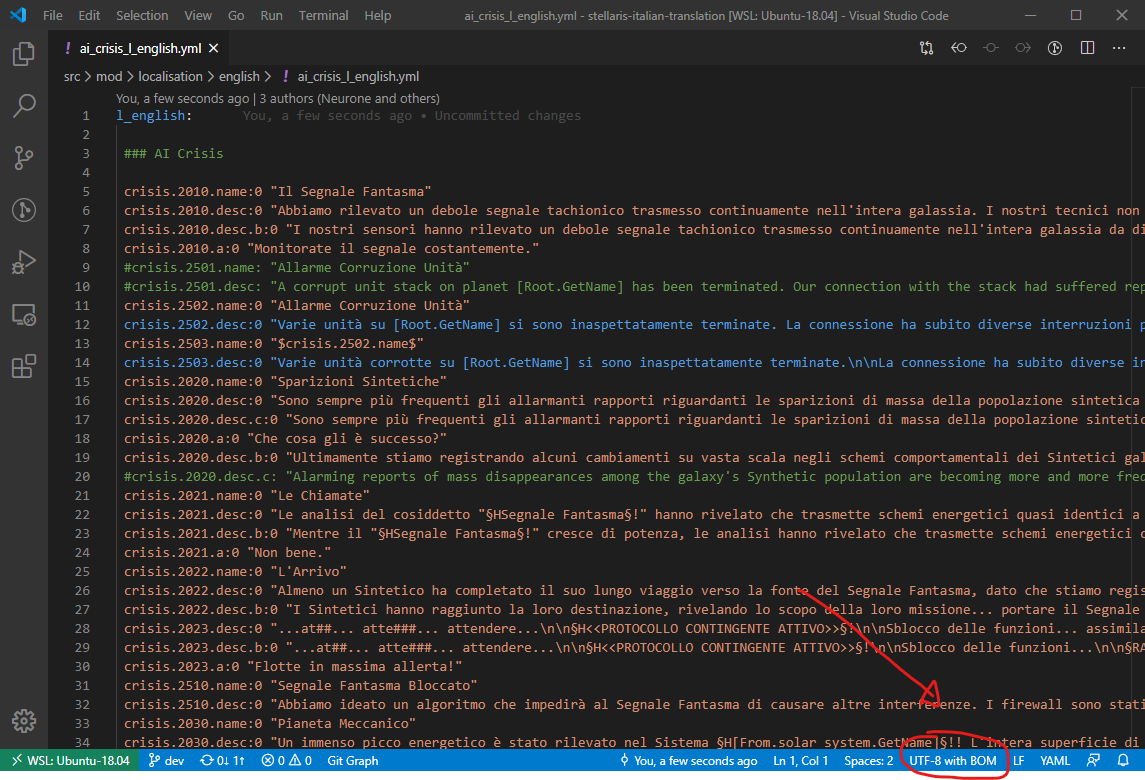 File Edit Selection View Go Run Terminal Help ai_crisis_l_english.yml - stellaris-italian-translation [WSL: Ubuntu-18.04] - Visual Studio Code
! ai_crisis_l_english.yml ×
src > mod > localisation > english > ! ai_crisis_l_english.yml
You, a few seconds ago | 3 authors (Neurone and others)
1 l_english: You, a few seconds ago • Uncommitted changes
2
3 ### AI Crisis
4
5 crisis.2010.name:0 "Il Segnale Fantasma"
6 crisis.2010.desc:0 "Abbiamo rilevato un debole segnale tachionico trasmesso continuamente nell'intera galassia. I nostri tecnici non
7 crisis.2010.desc.b:0 "I nostri sensori hanno rilevato un debole segnale tachionico trasmesso continuamente nell'intera galassia da di
8 crisis.2010.a:0 "Monitorate il segnale costantemente."
9 #crisis.2501.name: "Allarme Corruzione Unità"
10 #crisis.2501.desc: "A corrupt unit stack on planet [Root.GetName] has been terminated. Our connection with the stack had suffered rep
11 crisis.2502.name:0 "Allarme Corruzione Unità"
12 crisis.2502.desc:0 "Varie unità su [Root.GetName] si sono inaspettatamente terminate. La connessione ha subito diverse interruzioni p
13 crisis.2503.name:0 "$crisis.2502.name$"
14 crisis.2503.desc:0 "Varie unità corrotte su [Root.GetName] si sono inaspettatamente terminate.\n\nLa connessione ha subito diverse in
15 crisis.2020.name:0 "Sparizioni Sintetiche"
16 crisis.2020.desc:0 "Sono sempre più frequenti gli allarmanti rapporti riguardanti le sparizioni di massa della popolazione sintetica
17 crisis.2020.desc.c:0 "Sono sempre più frequenti gli allarmanti rapporti riguardanti le sparizioni di massa della popolazione sintetic
18 crisis.2020.a:0 "Che cosa gli è successo?"
19 crisis.2020.desc.b:0 "Ultimamente stiamo registrando alcuni cambiamenti su vasta scala negli schemi comportamentali dei Sintetici gal
20 #crisis.2020.desc.c: "Alarming reports of mass disappearances among the galaxy's Synthetic population are becoming more and more freq
21 crisis.2021.name:0 "Le Chiamate"
22 crisis.2021.desc:0 "Le analisi del cosiddetto "§HSegnale Fantasma§!" hanno rivelato che trasmette schemi energetici quasi identici a
23 crisis.2021.desc.b:0 "Mentre il "§HSegnale Fantasma§!" cresce di potenza, le analisi hanno rivelato che trasmette schemi energetici q
24 crisis.2021.a:0 "Non bene."
25 crisis.2022.name:0 "L'Arrivo"
26 crisis.2022.desc:0 "Almeno un Sintetico ha completato il suo lungo viaggio verso la fonte del Segnale Fantasma, dato che stiamo regis
27 crisis.2022.desc.b:0 "I Sintetici hanno raggiunto la loro destinazione, rivelando lo scopo della loro missione... portare il Segnale
28 crisis.2023.desc:0 "...at##... atte###... attendere...\n\n§H<<PROTOCOLLO CONTINGENTE ATTIVO>>§!\n\nSblocco delle funzioni... assimila
29 crisis.2023.desc.b:0 "...at##... atte###... attendere...\n\n§H<<PROTOCOLLO CONTINGENTE ATTIVO>>§!\n\nSblocco delle funzioni...\n\n§RA
30 crisis.2023.a:0 "Flotte in massima allerta!"
31 crisis.2510.name:0 "Segnale Fantasma Bloccato"
32 crisis.2510.desc:0 "Abbiamo ideato un algoritmo che impedirà al Segnale Fantasma di causare altre interferenze. I firewall sono stati
33 crisis.2030.name:0 "Pianeta Meccanico"
34 crisis.2030.desc:0 "Un immenso picco energetico è stato rilevato nel Sistema §H[From.solar_system.GetName]§!! L'intera superficie di
WSL: Ubuntu-18.04 dev 0↓ 1↑ 0 0 Git Graph You, a few seconds ago Ln 1, Col 1 Spaces: 2 UTF-8 with BOM LF YAML